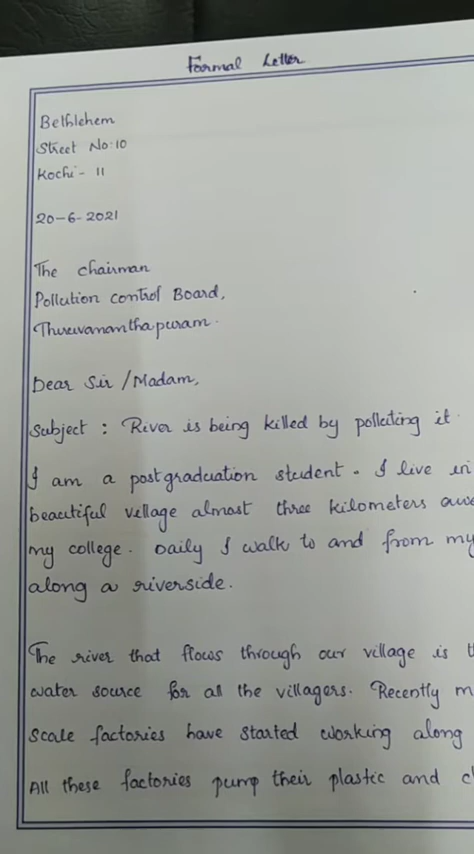 Formal Letter
Bethlehem
Street No:10
Kochi - 11
20-6-2021
The chairman
Pollution control Board,
Thiruvananthapuram.
Dear Sir /Madam,
Subject : River is being killed by polluting it.
I am a postgraduation student. I live in
beautiful village almost three kilometers
my college. Daily I walk to and from my
along a riverside.
The river that flows through our village is
water source for all the villagers. Recently
scale factories have started working along
All these factories pump their plastic and